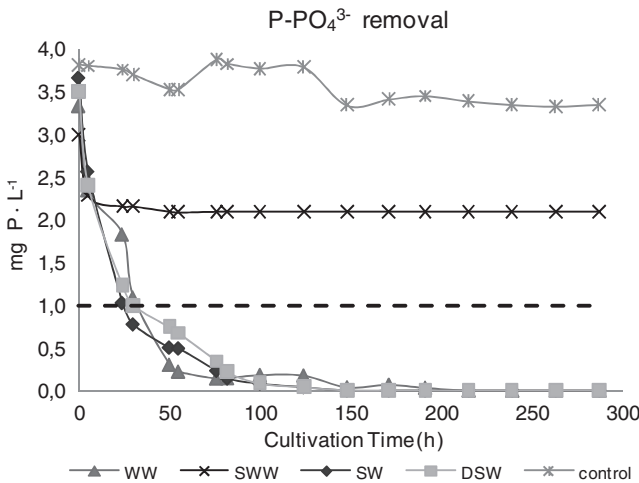 P-PO₄³⁻ removal
4,0
3,5
3,0
2,5
2,0
1,5
1,0
0,5
0,0
mg P · L⁻¹
0 50 100 150 200 250 300
Cultivation Time (h)
WW SWW SW DSW control